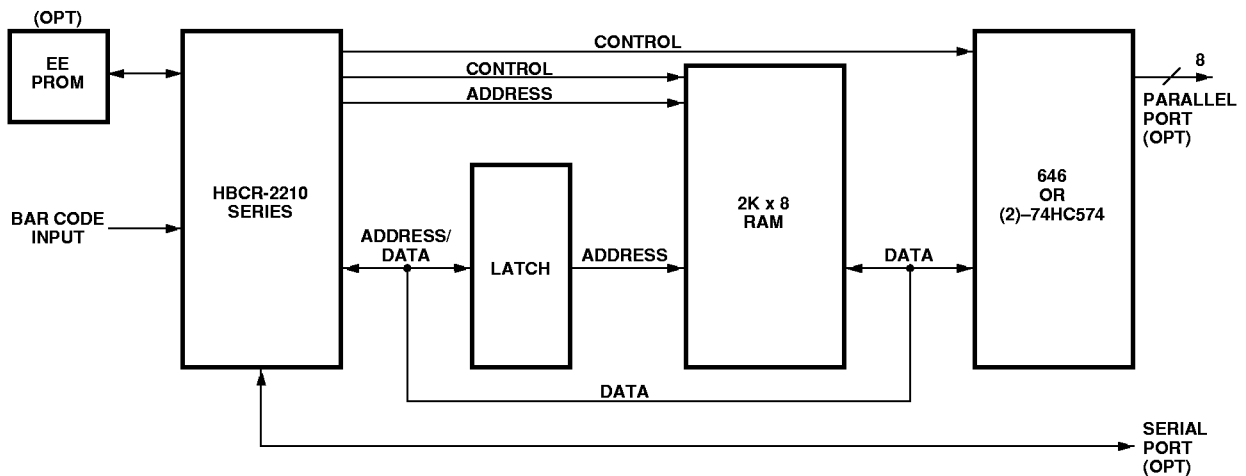 (OPT)
EE
PROM
BAR CODE
INPUT
HBCR-2210
SERIES
CONTROL
CONTROL
ADDRESS
ADDRESS/
DATA
LATCH
ADDRESS
2K x 8
RAM
DATA
DATA
646
OR
(2)–74HC574
8
PARALLEL
PORT
(OPT)
SERIAL
PORT
(OPT)